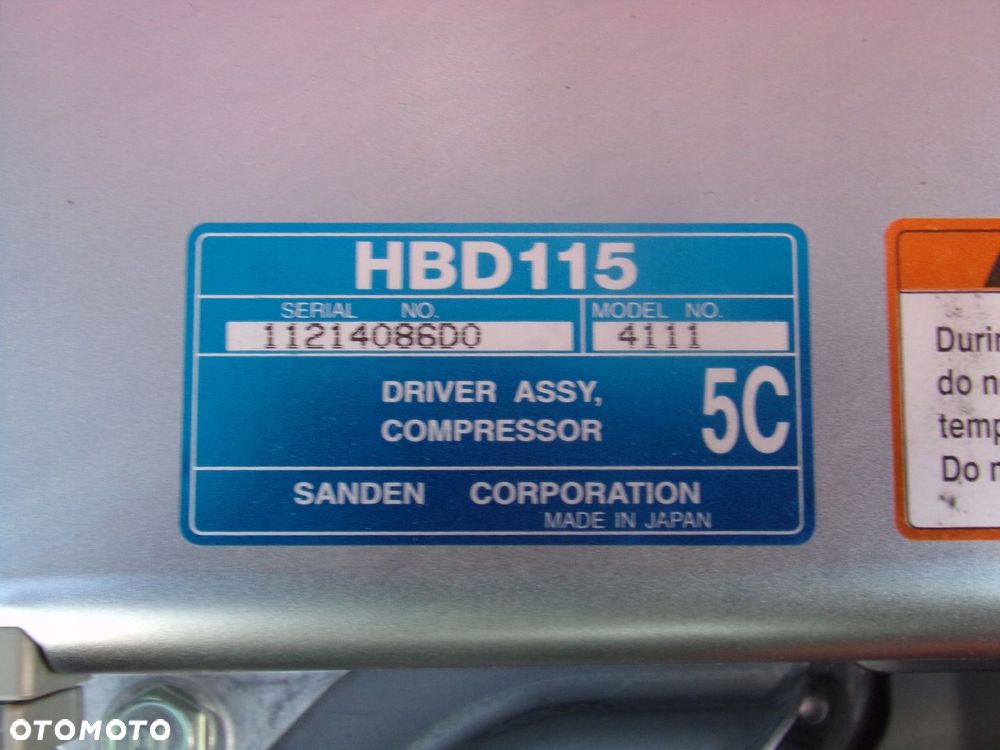 HBD115
SERIAL NO. MODEL NO.
11214086D0 4111
DRIVER ASSY,
COMPRESSOR
5C
SANDEN CORPORATION
MADE IN JAPAN
do n
temp
Do
OTOMOTO